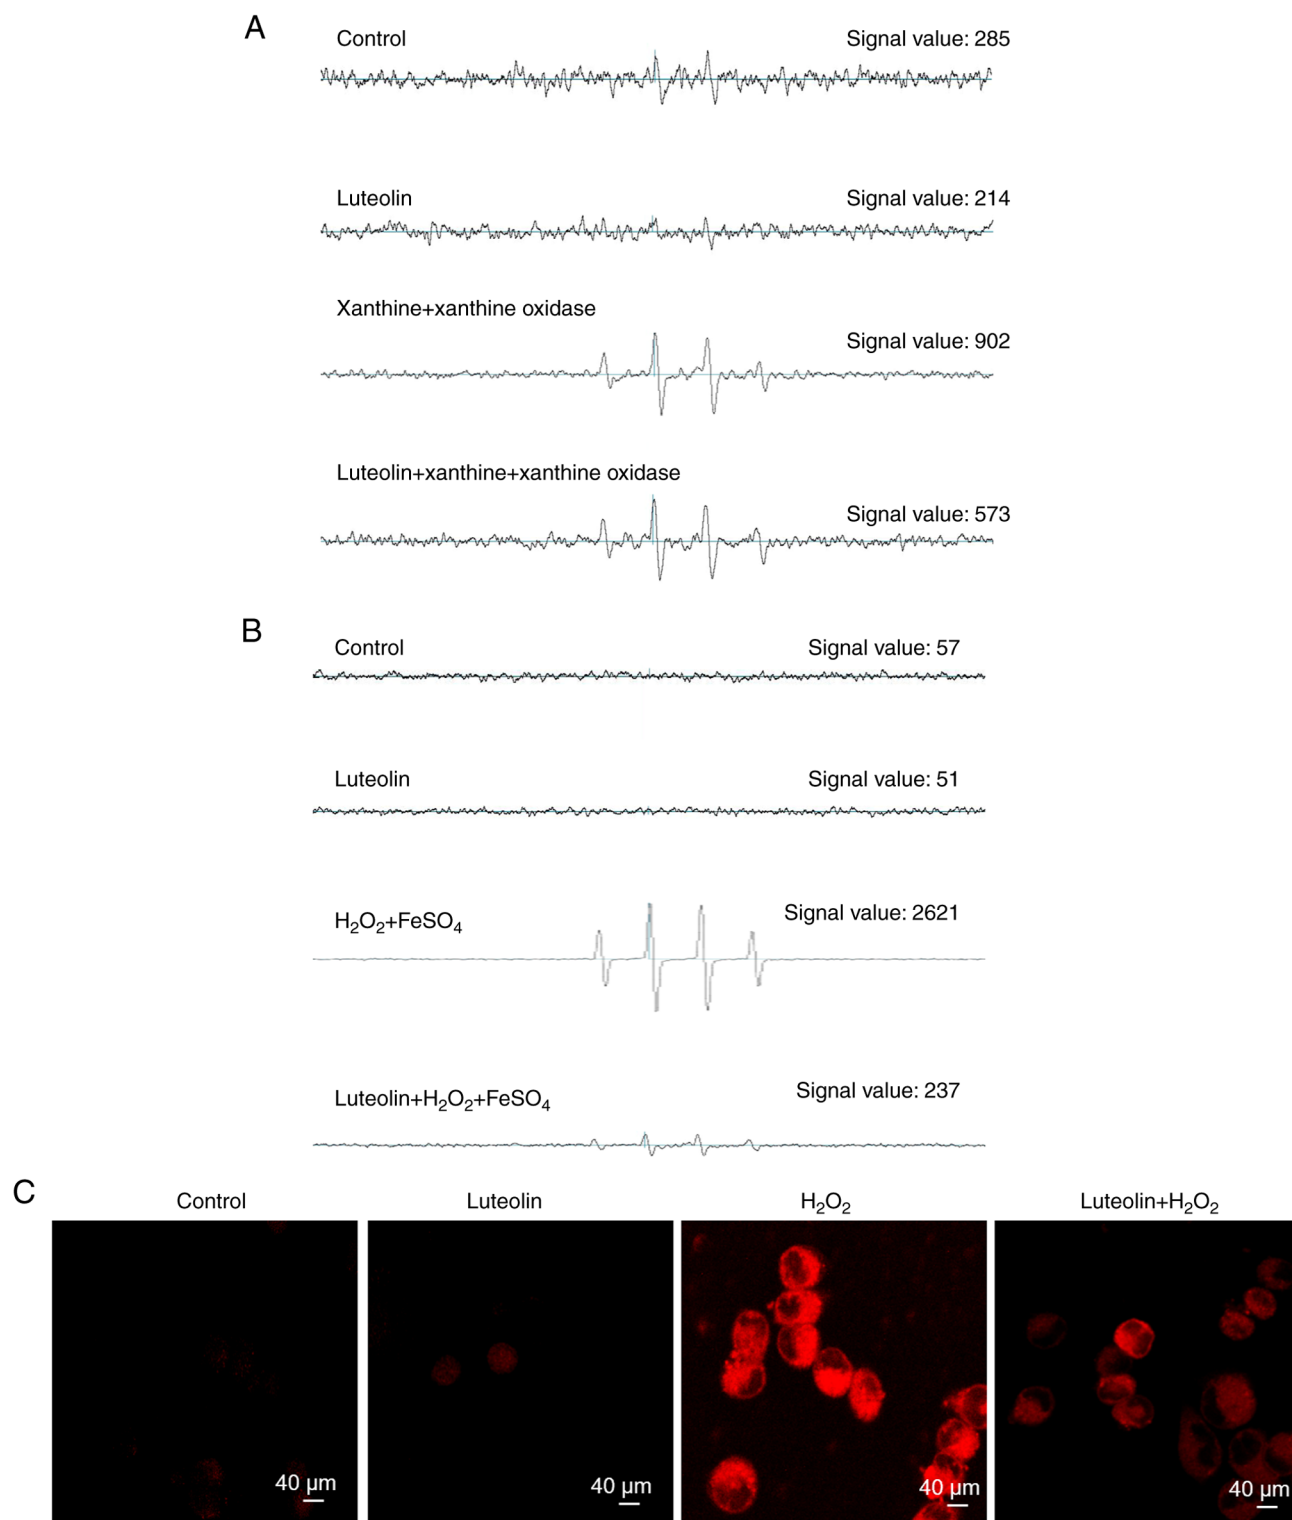 A
Control Signal value: 285
Luteolin Signal value: 214
Xanthine+xanthine oxidase
Signal value: 902
Luteolin+xanthine+xanthine oxidase
Signal value: 573
B
Control Signal value: 57
Luteolin Signal value: 51
H₂O₂+FeSO₄ Signal value: 2621
Luteolin+H₂O₂+FeSO₄ Signal value: 237
C
Control Luteolin H₂O₂ Luteolin+H₂O₂
40 µm 40 µm 40 µm 40 µm